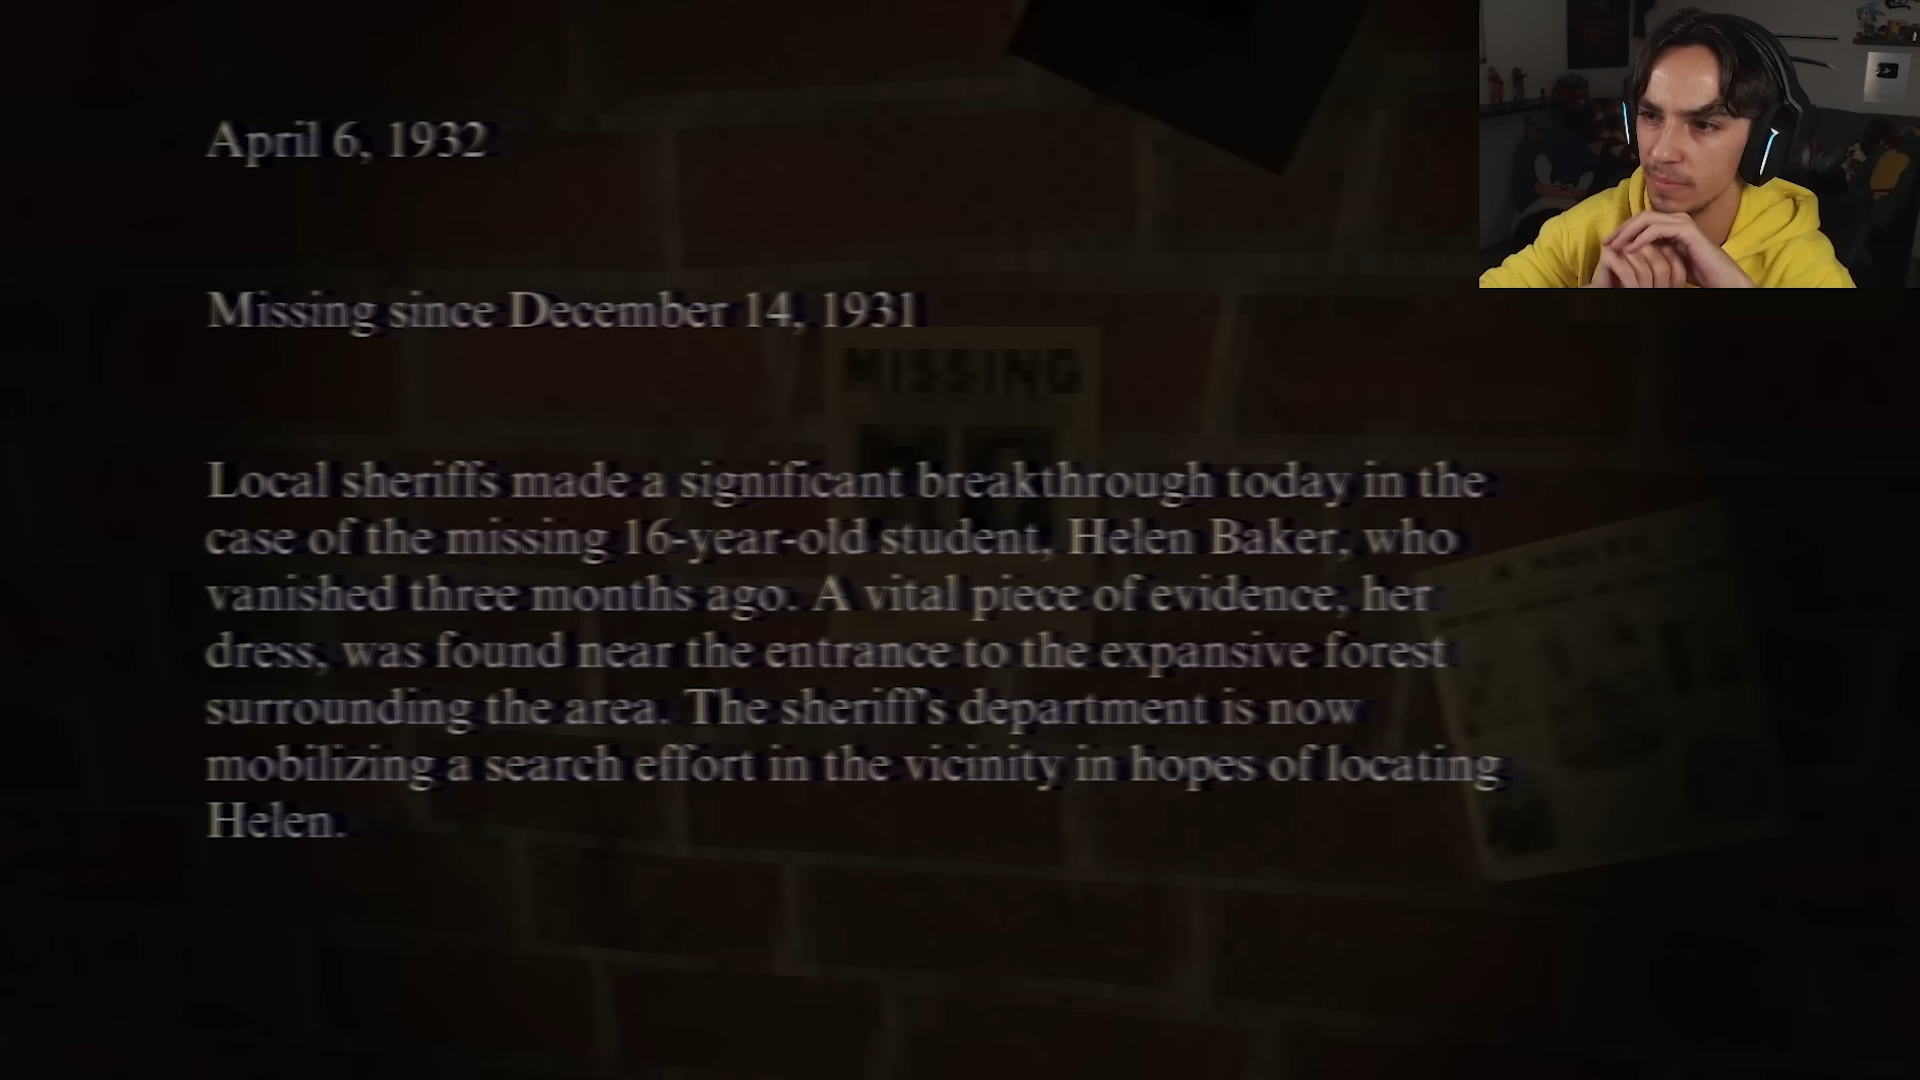 April 6, 1932
Missing since December 14, 1931
MISSING
Local sheriffs made a significant breakthrough today in the
case of the missing 16-year-old student, Helen Baker, who
vanished three months ago. A vital piece of evidence, her
dress, was found near the entrance to the expansive forest
surrounding the area. The sheriff's department is now
mobilizing a search effort in the vicinity in hopes of locating
Helen.